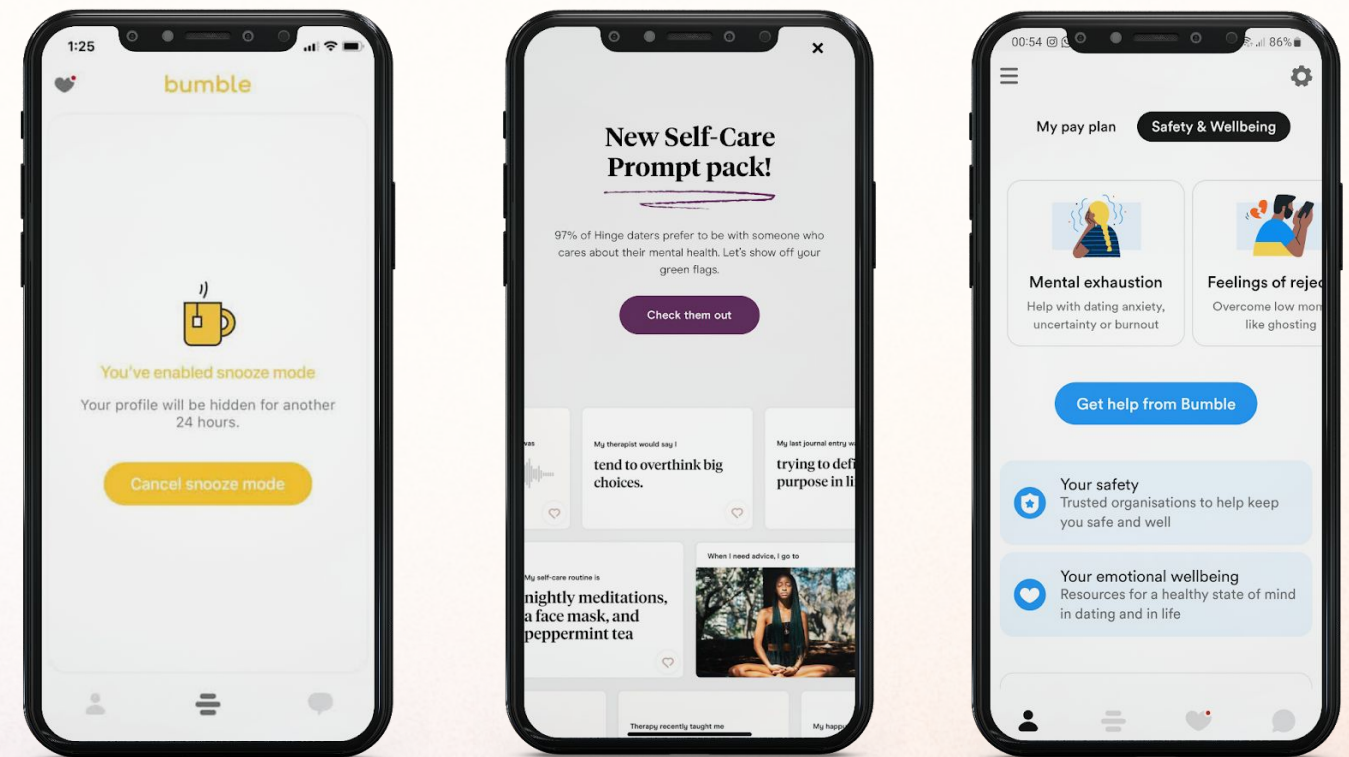 1:25
bumble
You've enabled snooze mode
Your profile will be hidden for another
24 hours.
Cancel snooze mode
New Self-Care
Prompt pack!
97% of Hinge daters prefer to be with someone who
cares about their mental health. Let's show off your
green flags.
Check them out
was
My therapist would say I
tend to overthink big
choices.
My last journal entry
trying to
purpose in
My self-care routine is
nightly meditations,
a face mask, and
peppermint tea
When I need advice, I go to
Therapy recently taught me
My
00:54
86%
My pay plan
Safety & Wellbeing
Mental exhaustion
Help with dating anxiety,
uncertainty or burnout
Feelings of
Overcome low
like ghosting
Get help from Bumble
Your safety
Trusted organisations to help keep
you safe and well
Your emotional wellbeing
Resources for a healthy state of mind
in dating and in life